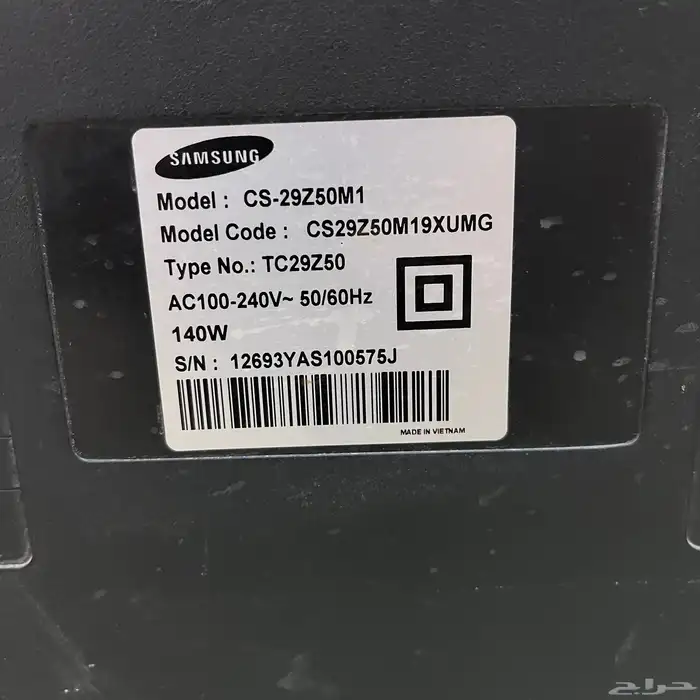 SAMSUNG
Model : CS-29Z50M1
Model Code : CS29Z50M19XUMG
Type No.: TC29Z50
AC100-240V~ 50/60Hz
140W
S/N : 12693YAS100575J
MADE IN VIETNAM
حراج